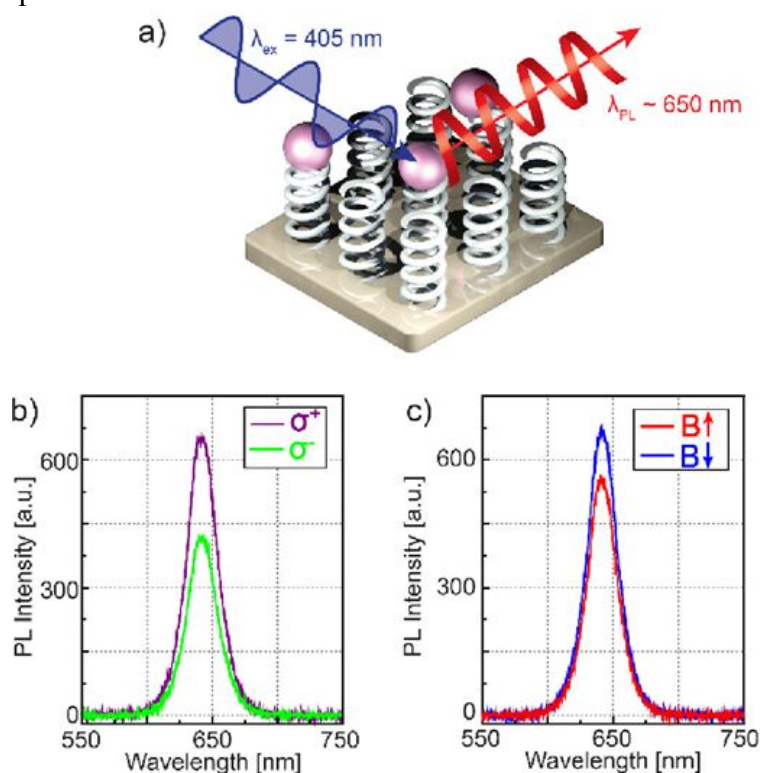 a)
λex = 405 nm
λPL ~ 650 nm
b)
σ+
σ-
600
300
0
PL Intensity [a.u.]
550
650
750
Wavelength [nm]
c)
B↑
B↓
600
300
0
PL Intensity [a.u.]
550
650
750
Wavelength [nm]